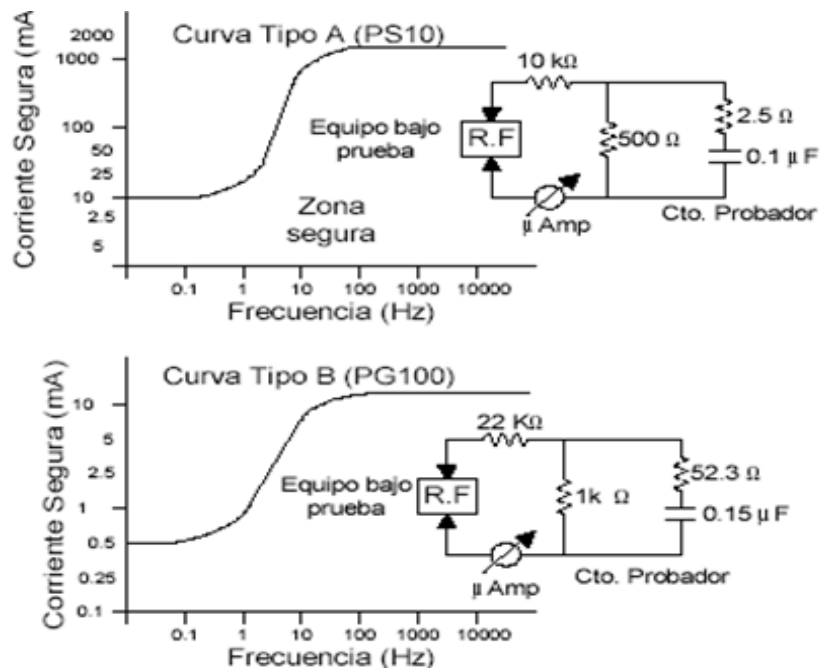 Curva Tipo A (PS10)
Corriente Segura (mA)
2000
1000
100
50
25
10
2.5
5
0.1 1 10 100 1000 10000
Frecuencia (Hz)
Zona
segura
Equipo bajo
prueba
R.F
10 kΩ
500 Ω
2.5 Ω
0.1 µF
µ Amp
Cto. Probador
Curva Tipo B (PG100)
Corriente Segura (mA)
10
5
2.5
1
0.5
0.25
0.1
0.1 1 10 100 1000 10000
Frecuencia (Hz)
Equipo bajo
prueba
R.F
22 KΩ
1k Ω
52.3 Ω
0.15 µF
µ Amp
Cto. Probador